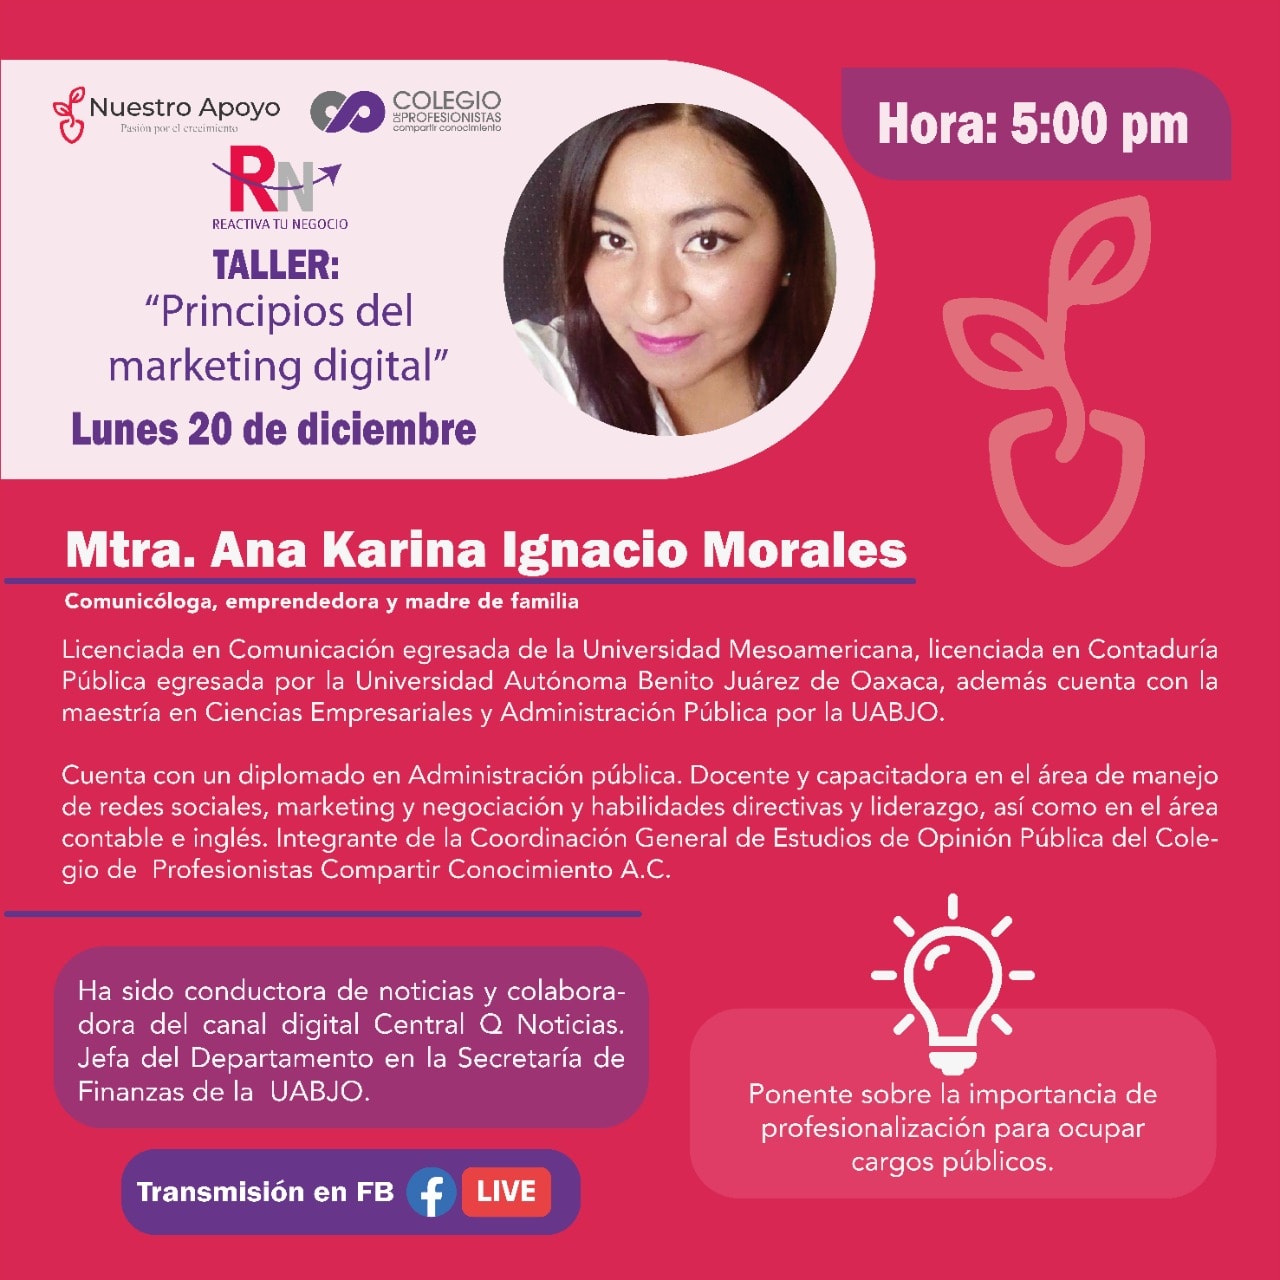 Nuestro Apoyo
Pasión por el crecimiento
COLEGIO
DE PROFESIONISTAS
compartir conocimiento
RN
REACTIVA TU NEGOCIO
TALLER:
“Principios del
marketing digital”
Lunes 20 de diciembre
Hora: 5:00 pm
Mtra. Ana Karina Ignacio Morales
Comunicóloga, emprendedora y madre de familia
Licenciada en Comunicación egresada de la Universidad Mesoamericana, licenciada en Contaduría
Pública egresada por la Universidad Autónoma Benito Juárez de Oaxaca, además cuenta con la
maestría en Ciencias Empresariales y Administración Pública por la UABJO.
Cuenta con un diplomado en Administración pública. Docente y capacitadora en el área de manejo
de redes sociales, marketing y negociación y habilidades directivas y liderazgo, así como en el área
contable e inglés. Integrante de la Coordinación General de Estudios de Opinión Pública del Cole-
gio de Profesionistas Compartir Conocimiento A.C.
Ha sido conductora de noticias y colabora-
dora del canal digital Central Q Noticias.
Jefa del Departamento en la Secretaría de
Finanzas de la UABJO.
Ponente sobre la importancia de
profesionalización para ocupar
cargos públicos.
Transmisión en FB f LIVE